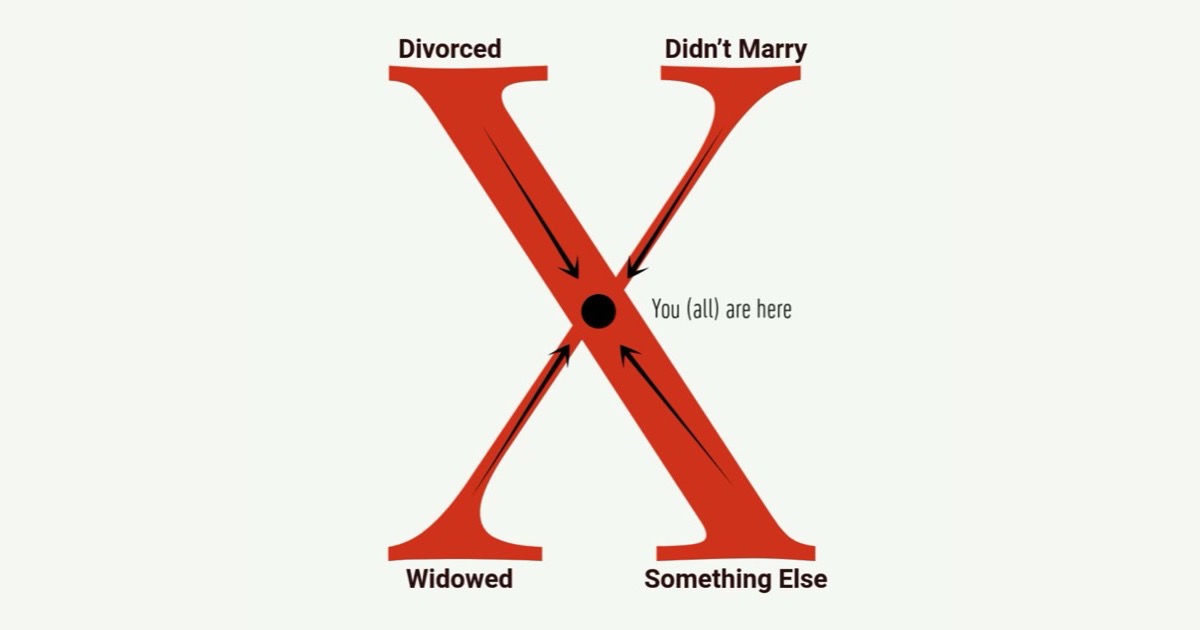 Divorced
Didn’t Marry
You (all) are here
Widowed
Something Else